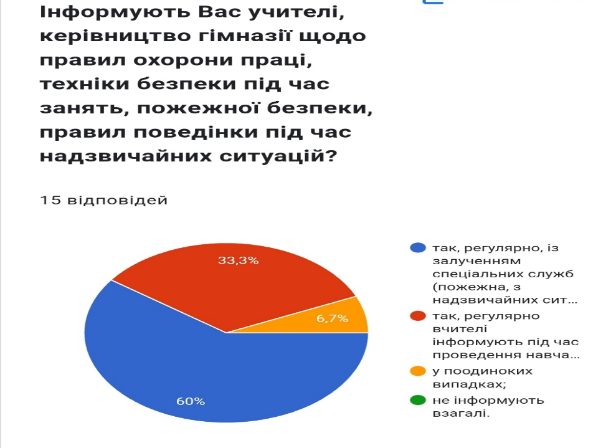 Інформують Вас учителі,
керівництво гімназії щодо
правил охорони праці,
техніки безпеки під час
занять, пожежної безпеки,
правил поведінки під час
надзвичайних ситуацій?
15 відповідей
33,3%
6,7%
60%
так, регулярно, із
залученням
спеціальних служб
(пожежна, з
надзвичайних сит...
так, регулярно
вчителі
інформують під час
проведення навча...
у поодиноких
випадках;
не інформують
взагалі.